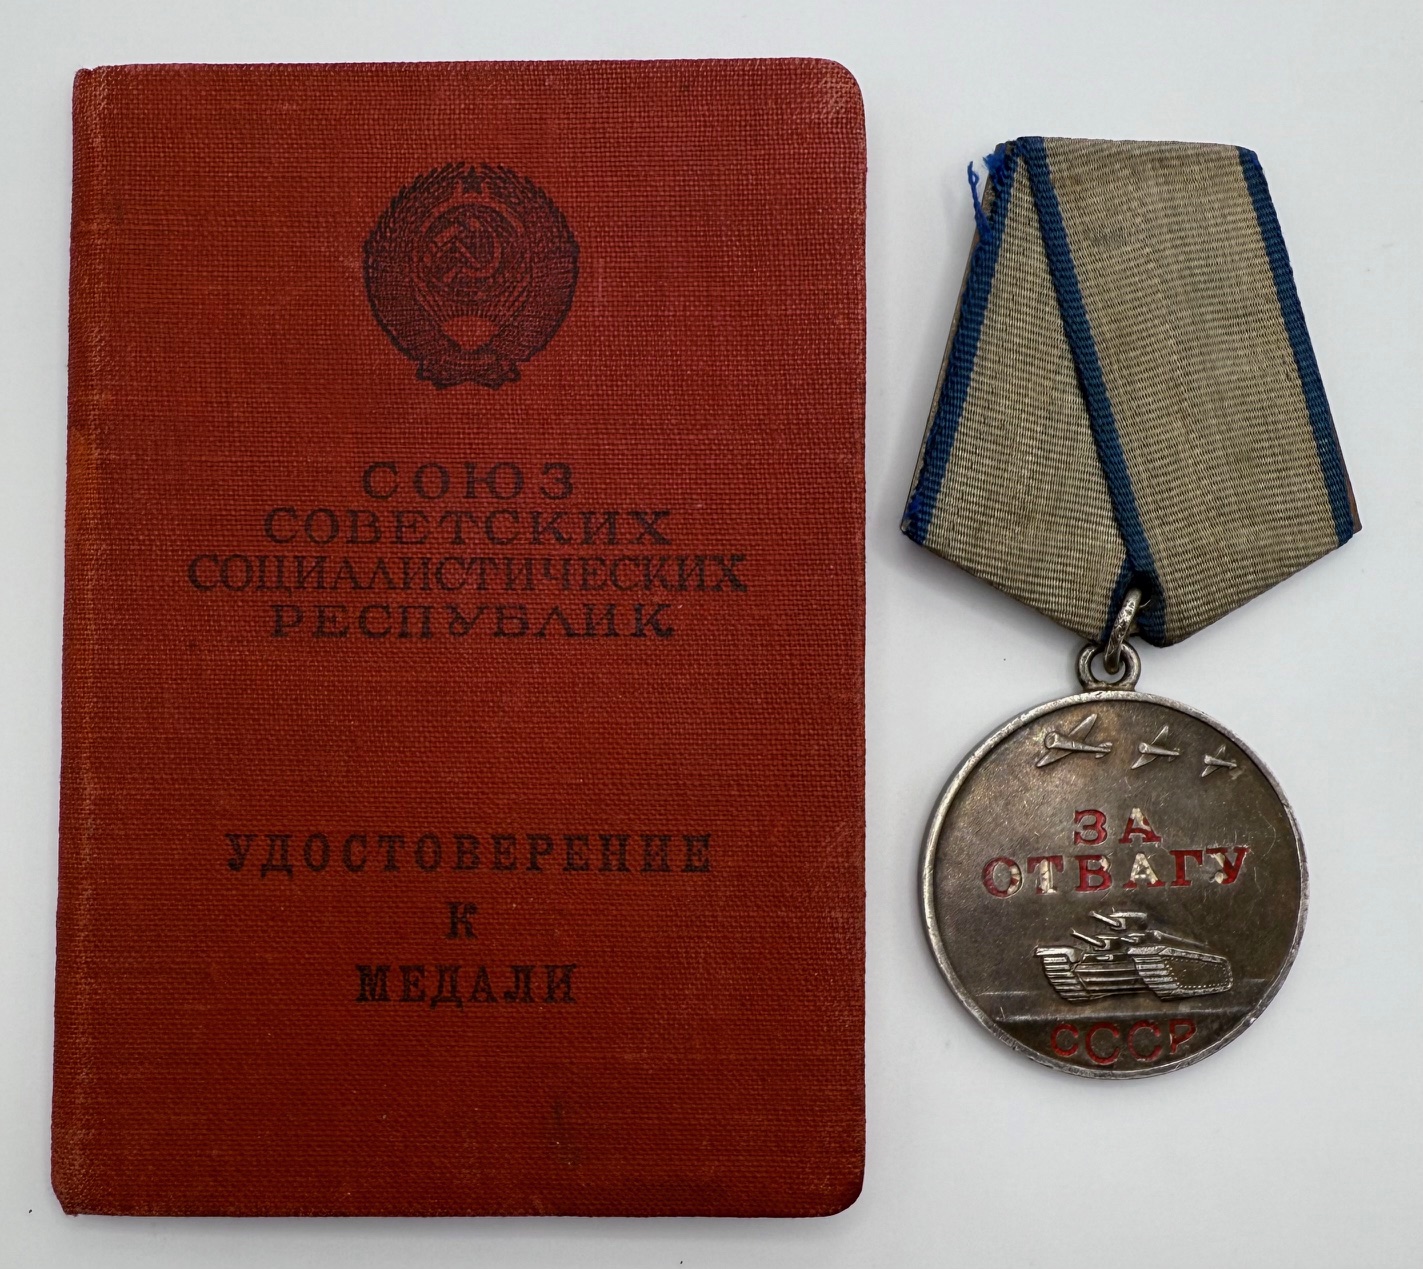 СОЮЗ
СОВЕТСКИХ
СОЦИАЛИСТИЧЕСКИХ
РЕСПУБЛИК
УДОСТОВЕРЕНИЕ
К
МЕДАЛИ
ЗА
ОТВАГУ
СССР